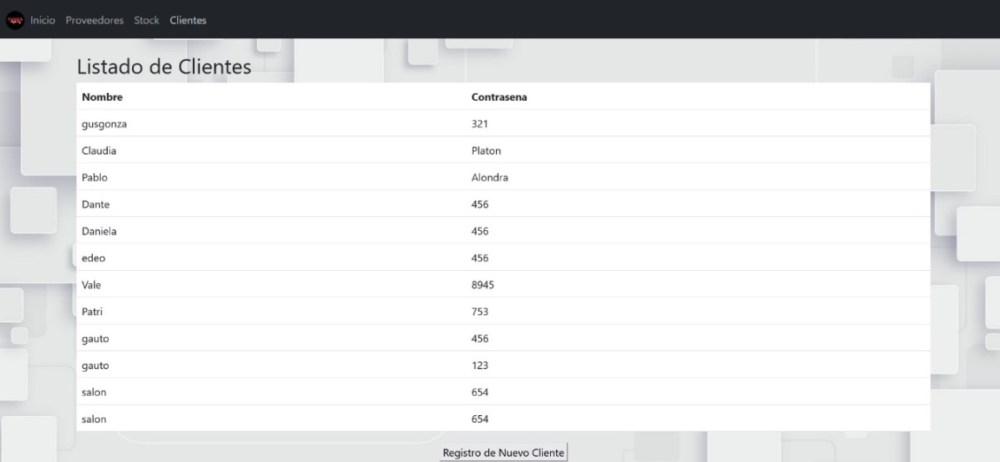 Inicio Proveedores Stock Clientes
Listado de Clientes
Nombre Contrasena
gusgonza 321
Claudia Platon
Pablo Alondra
Dante 456
Daniela 456
edeo 456
Vale 8945
Patri 753
gauto 456
gauto 123
salon 654
salon 654
Registro de Nuevo Cliente